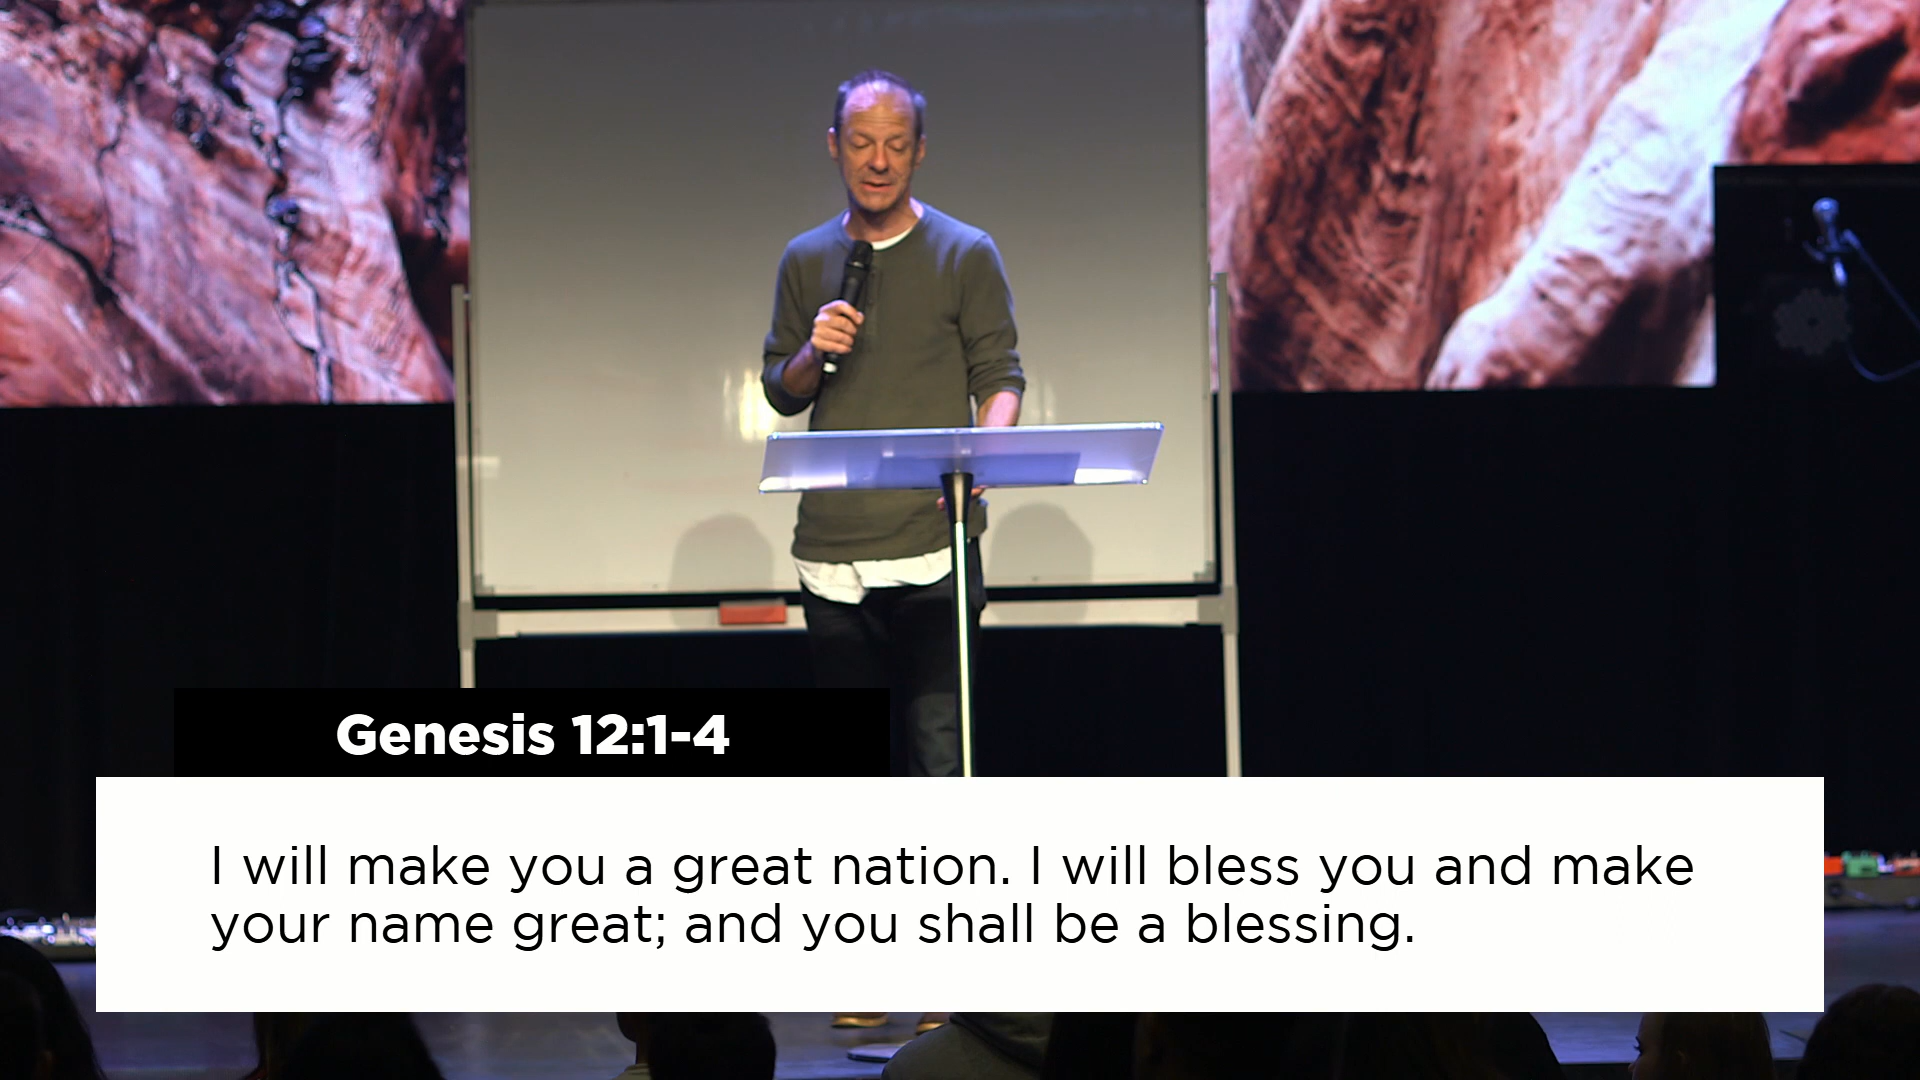 Genesis 12:1-4
I will make you a great nation. I will bless you and make
your name great; and you shall be a blessing.